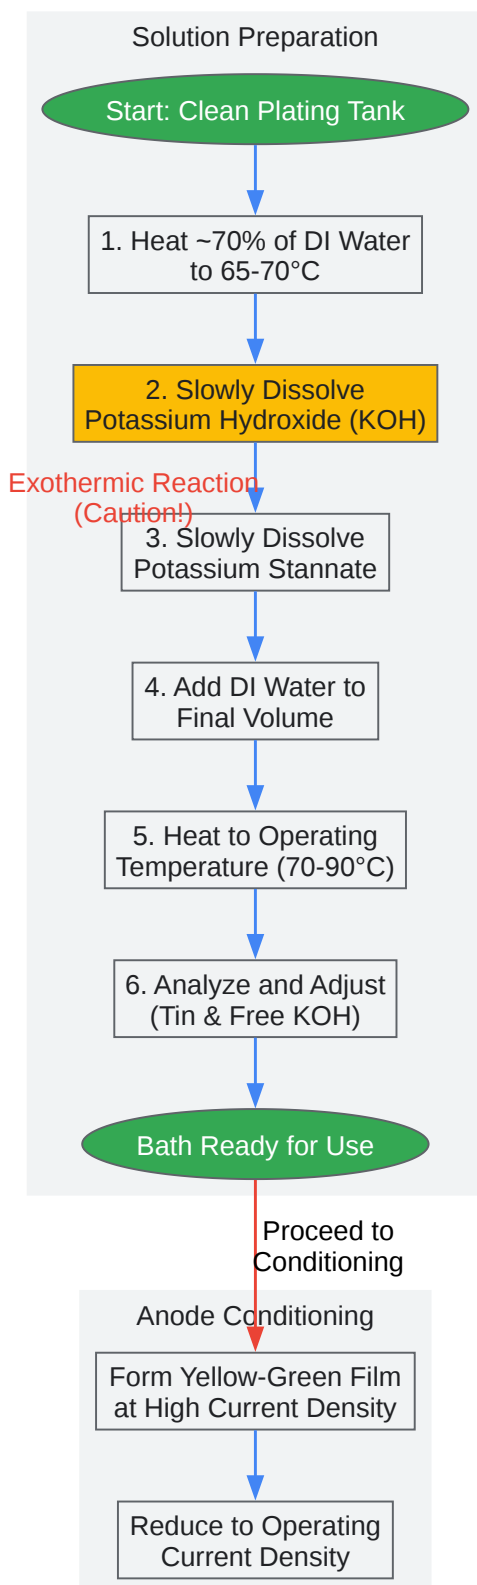 Solution Preparation
Start: Clean Plating Tank
1. Heat ~70% of DI Water
to 65-70°C
2. Slowly Dissolve
Potassium Hydroxide (KOH)
Exothermic Reaction
(Caution!)
3. Slowly Dissolve
Potassium Stannate
4. Add DI Water to
Final Volume
5. Heat to Operating
Temperature (70-90°C)
6. Analyze and Adjust
(Tin & Free KOH)
Bath Ready for Use
Proceed to
Conditioning
Anode Conditioning
Form Yellow-Green Film
at High Current Density
Reduce to Operating
Current Density